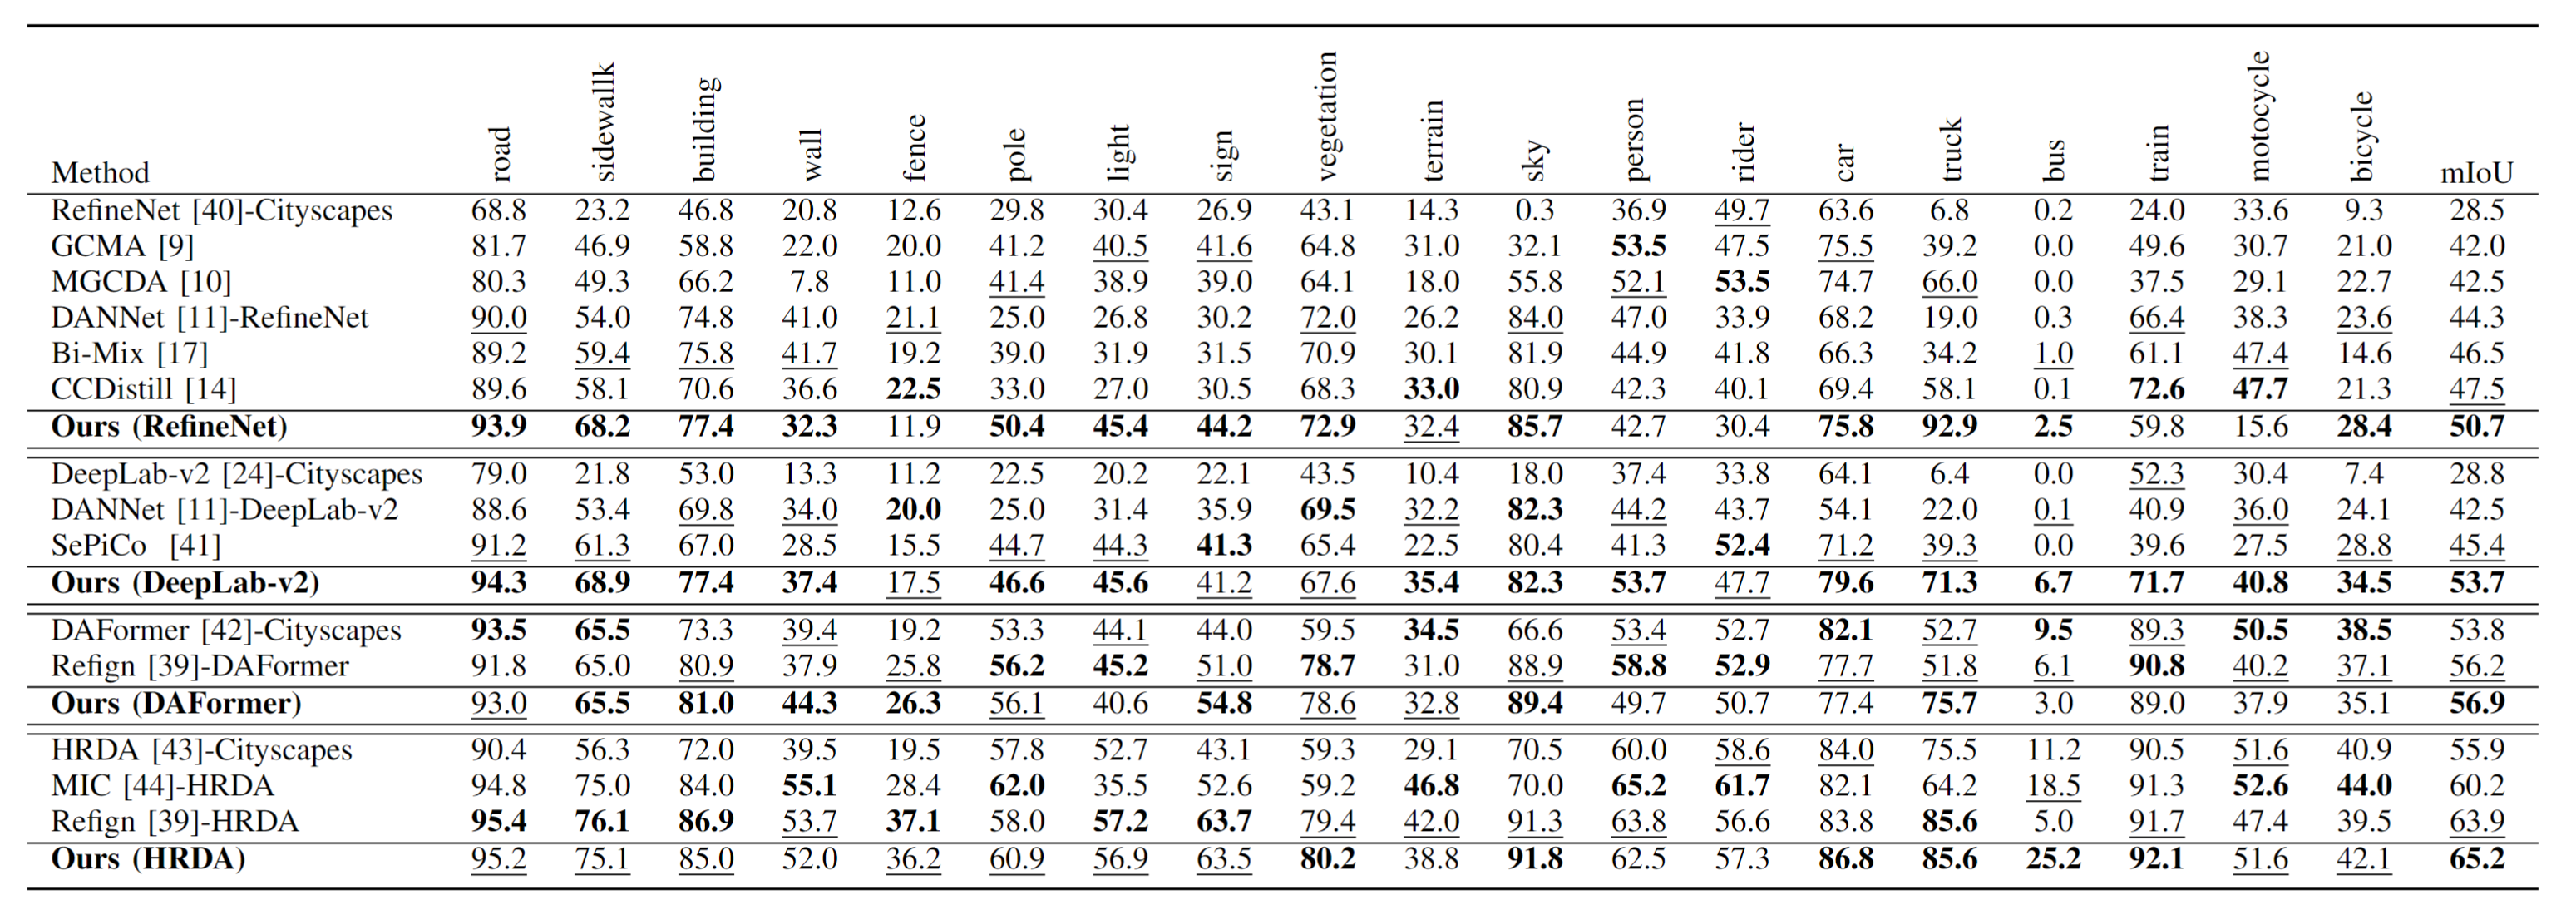 Method road sidewallk building wall fence pole light sign vegetation terrain sky person rider car truck bus train motocycle bicycle mIoU
RefineNet [40]-Cityscapes 68.8 23.2 46.8 20.8 12.6 29.8 30.4 26.9 43.1 14.3 0.3 36.9 49.7 63.6 6.8 0.2 24.0 33.6 9.3 28.5
GCMA [9] 81.7 46.9 58.8 22.0 20.0 41.2 40.5 41.6 64.8 31.0 32.1 53.5 47.5 75.5 39.2 0.0 49.6 30.7 21.0 42.0
MGCDA [10] 80.3 49.3 66.2 7.8 11.0 41.4 38.9 39.0 64.1 18.0 55.8 52.1 53.5 74.7 66.0 0.0 37.5 29.1 22.7 42.5
DANNet [11]-RefineNet 90.0 54.0 74.8 41.0 21.1 25.0 26.8 30.2 72.0 26.2 84.0 47.0 33.9 68.2 19.0 0.3 66.4 38.3 23.6 44.3
Bi-Mix [17] 89.2 59.4 75.8 41.7 19.2 39.0 31.9 31.5 70.9 30.1 81.9 44.9 41.8 66.3 34.2 1.0 61.1 47.4 14.6 46.5
CCDistill [14] 89.6 58.1 70.6 36.6 22.5 33.0 27.0 30.5 68.3 33.0 80.9 42.3 40.1 69.4 58.1 0.1 72.6 47.7 21.3 47.5
Ours (RefineNet) 93.9 68.2 77.4 32.3 11.9 50.4 45.4 44.2 72.9 32.4 85.7 42.7 30.4 75.8 92.9 2.5 59.8 15.6 28.4 50.7
DeepLab-v2 [24]-Cityscapes 79.0 21.8 53.0 13.3 11.2 22.5 20.2 22.1 43.5 10.4 18.0 37.4 33.8 64.1 6.4 0.0 52.3 30.4 7.4 28.8
DANNet [11]-DeepLab-v2 88.6 53.4 69.8 34.0 20.0 25.0 31.4 35.9 69.5 32.2 82.3 44.2 43.7 54.1 22.0 0.1 40.9 36.0 24.1 42.5
SePiCo [41] 91.2 61.3 67.0 28.5 15.5 44.7 44.3 41.3 65.4 22.5 80.4 41.3 52.4 71.2 39.3 0.0 39.6 27.5 28.8 45.4
Ours (DeepLab-v2) 94.3 68.9 77.4 37.4 17.5 46.6 45.6 41.2 67.6 35.4 82.3 53.7 47.7 79.6 71.3 6.7 71.7 40.8 34.5 53.7
DAFormer [42]-Cityscapes 93.5 65.5 73.3 39.4 19.2 53.3 44.1 44.0 59.5 34.5 66.6 53.4 52.7 82.1 52.7 9.5 89.3 50.5 38.5 53.8
Refign [39]-DAFormer 91.8 65.0 80.9 37.9 25.8 56.2 45.2 51.0 78.7 31.0 88.9 58.8 52.9 77.7 51.8 6.1 90.8 40.2 37.1 56.2
Ours (DAFormer) 93.0 65.5 81.0 44.3 26.3 56.1 40.6 54.8 78.6 32.8 89.4 49.7 50.7 77.4 75.7 3.0 89.0 37.9 35.1 56.9
HRDA [43]-Cityscapes 90.4 56.3 72.0 39.5 19.5 57.8 52.7 43.1 59.3 29.1 70.5 60.0 58.6 84.0 75.5 11.2 90.5 51.6 40.9 55.9
MIC [44]-HRDA 94.8 75.0 84.0 55.1 28.4 62.0 35.5 52.6 59.2 46.8 70.0 65.2 61.7 82.1 64.2 18.5 91.3 52.6 44.0 60.2
Refign [39]-HRDA 95.4 76.1 86.9 53.7 37.1 58.0 57.2 63.7 79.4 42.0 91.3 63.8 56.6 83.8 85.6 5.0 91.7 47.4 39.5 63.9
Ours (HRDA) 95.2 75.1 85.0 52.0 36.2 60.9 56.9 63.5 80.2 38.8 91.8 62.5 57.3 86.8 85.6 25.2 92.1 51.6 42.1 65.2